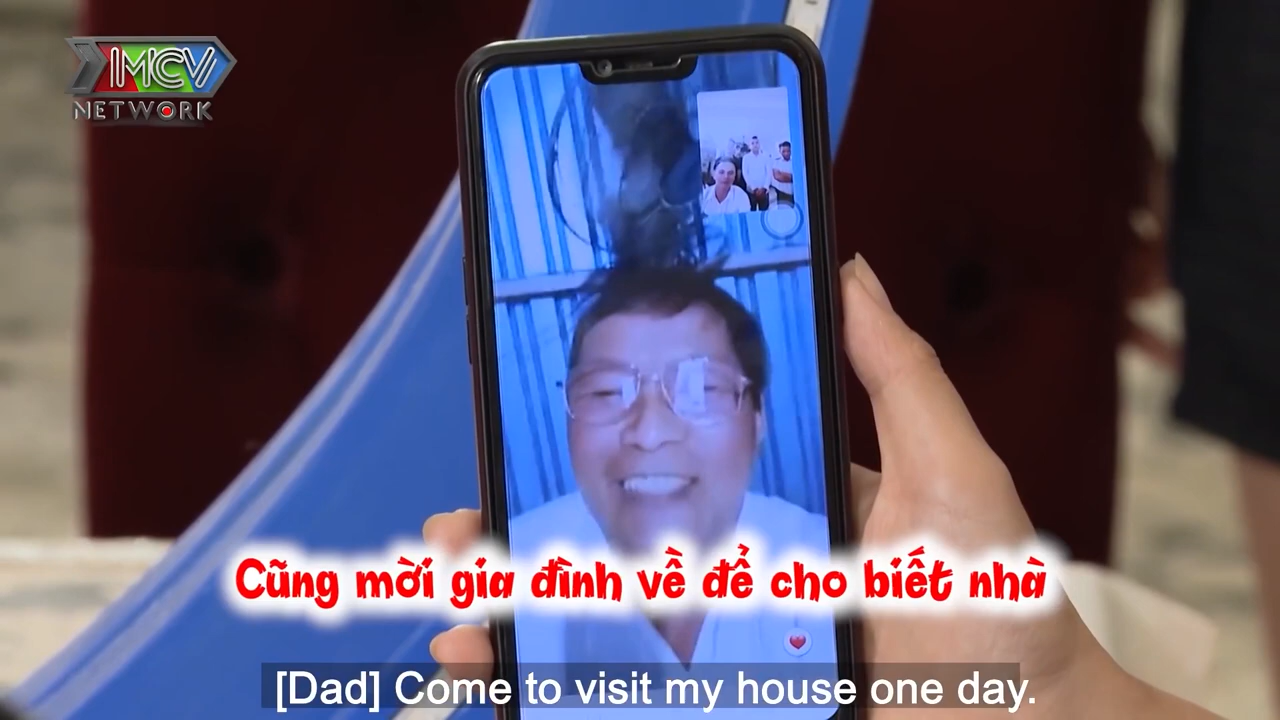 MCV
NETWORK
Cũng mời gia đình về để cho biết nhà
[Dad] Come to visit my house one day.